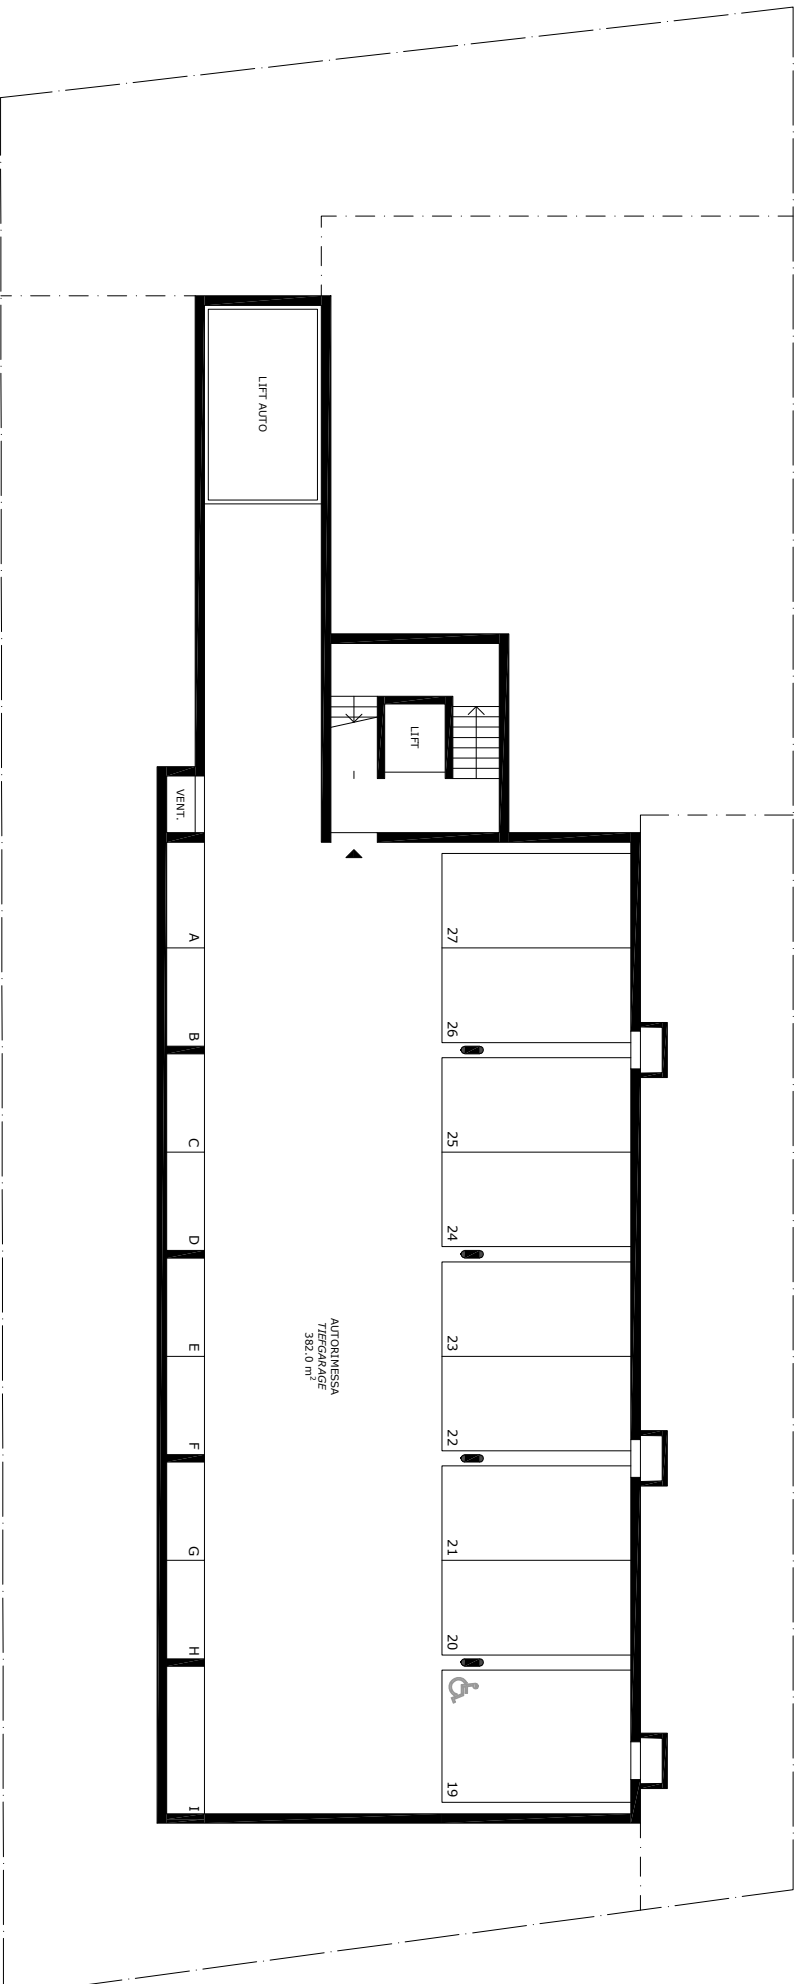 LIFT AUTO
LIFT
VENT.
A
B
C
D
E
F
G
H
I
27
26
25
24
23
22
21
20
19
AUTORIMESSA
TIEFGARAGE
382.0 m²